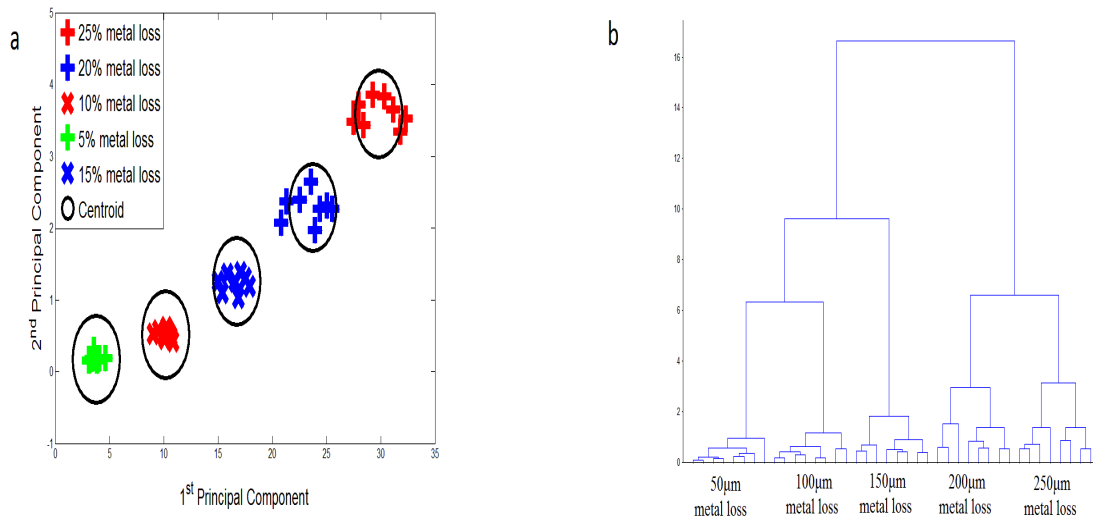 a
5
4
3
2
1
0
-1
2nd Principal Component
25% metal loss
20% metal loss
10% metal loss
5% metal loss
15% metal loss
Centroid
0 5 10 15 20 25 30 35
1st Principal Component
b
16
14
12
10
8
6
4
2
0
50µm 100µm 150µm 200µm 250µm
metal loss metal loss metal loss metal loss metal loss